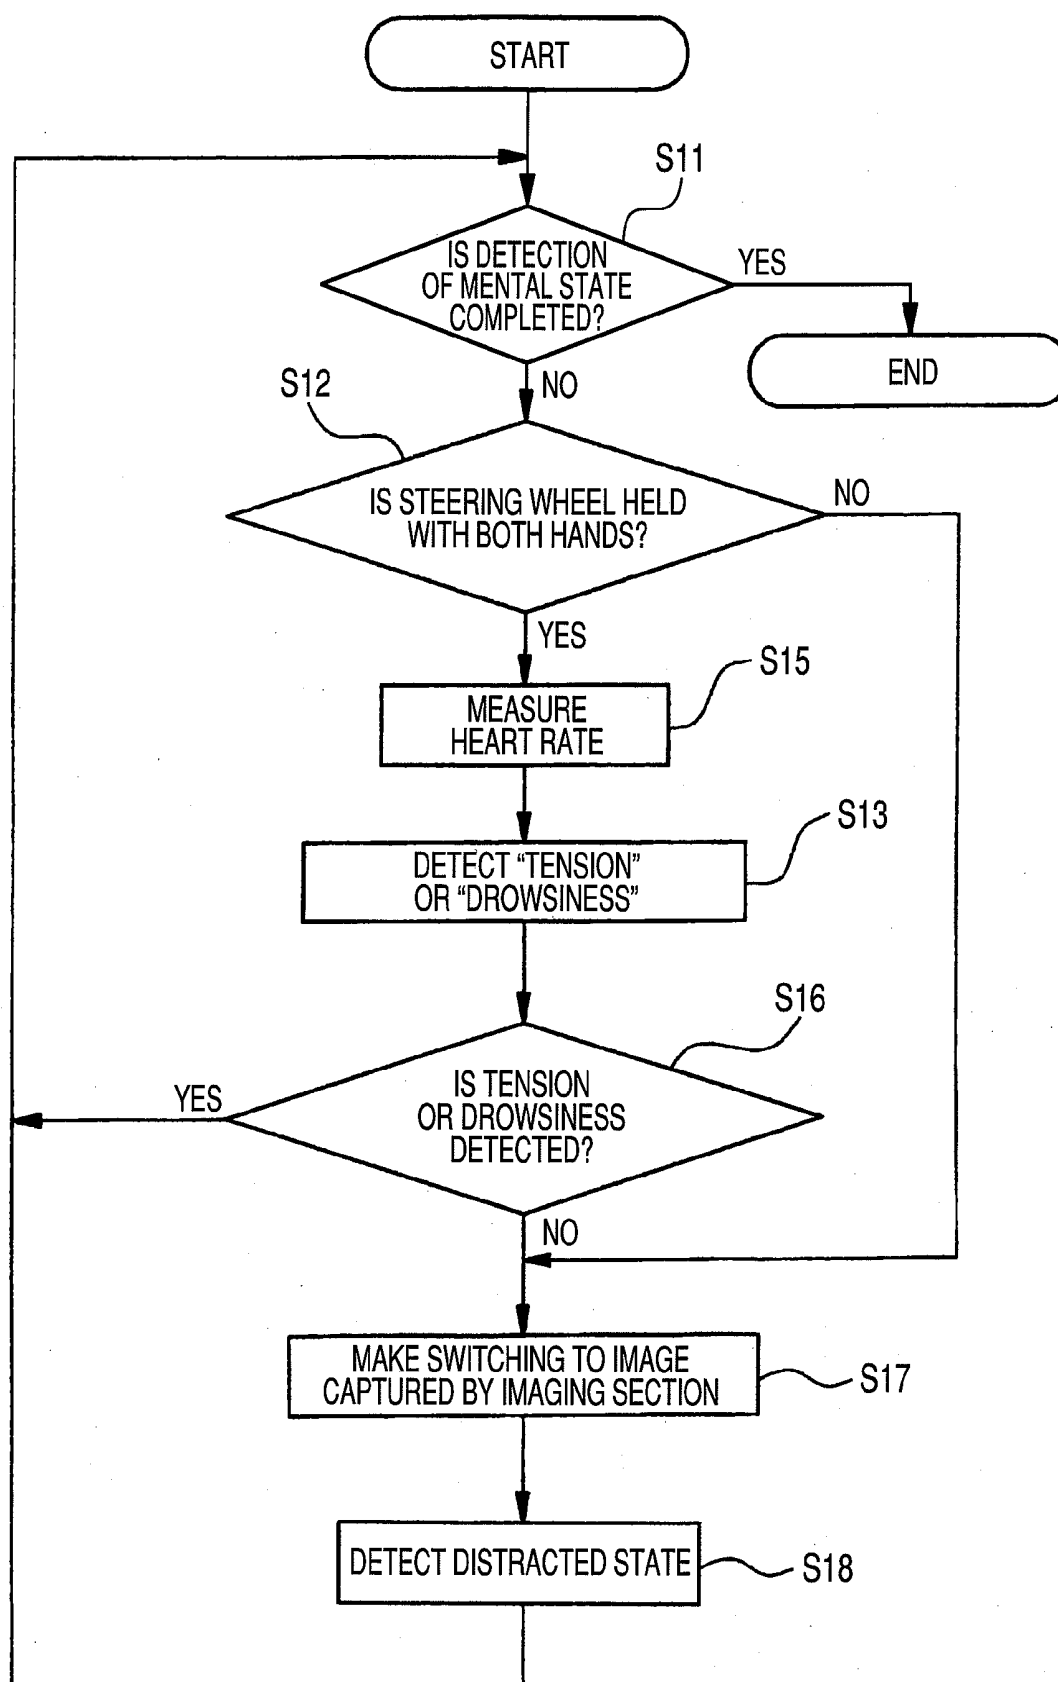 START
S11
IS DETECTION
OF MENTAL STATE
COMPLETED?
YES
END
NO
S12
IS STEERING WHEEL HELD
WITH BOTH HANDS?
NO
YES
S15
MEASURE
HEART RATE
S13
DETECT “TENSION”
OR “DROWSINESS”
S16
IS TENSION
OR DROWSINESS
DETECTED?
YES
NO
MAKE SWITCHING TO IMAGE
CAPTURED BY IMAGING SECTION
S17
DETECT DISTRACTED STATE
S18